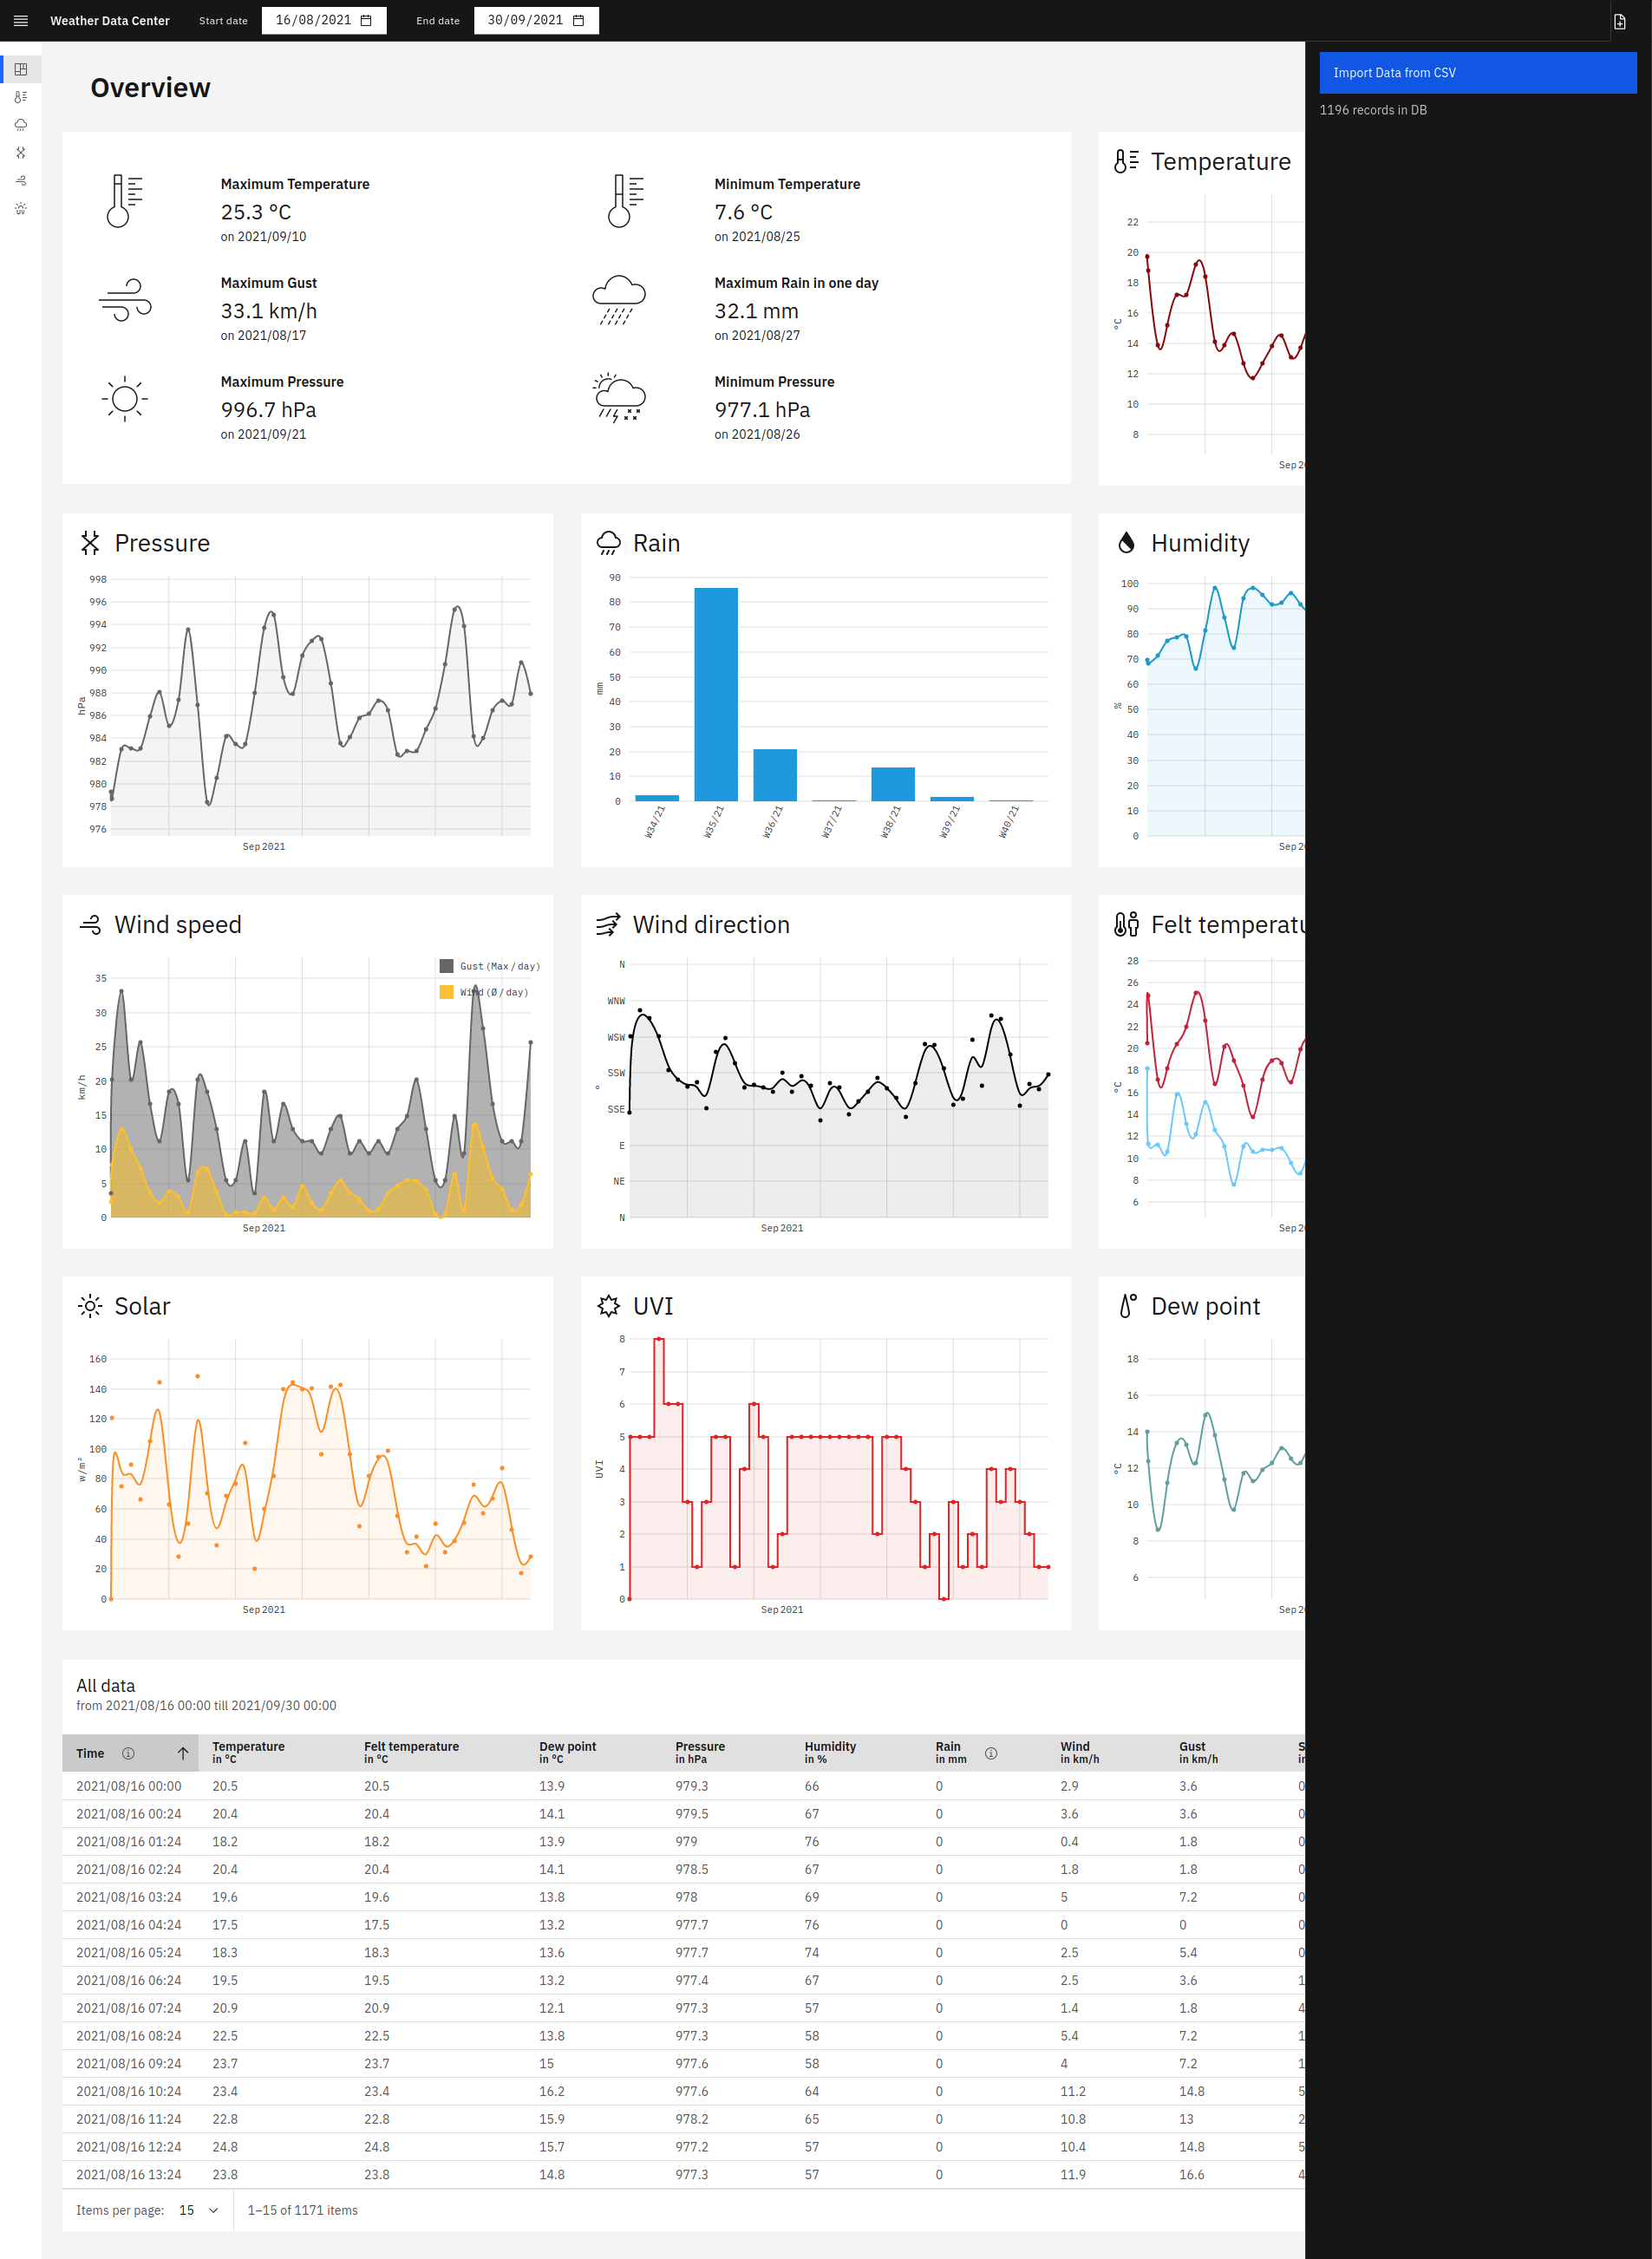 Weather Data Center Start date 16/08/2021 End date 30/09/2021
Import Data from CSV
1196 records in DB
Overview
Maximum Temperature
25.3 °C
on 2021/09/10
Minimum Temperature
7.6 °C
on 2021/08/25
Maximum Gust
33.1 km/h
on 2021/08/17
Maximum Rain in one day
32.1 mm
on 2021/08/27
Maximum Pressure
996.7 hPa
on 2021/09/21
Minimum Pressure
977.1 hPa
on 2021/08/26
Temperature
22
20
18
16
14
12
10
8
°C
Sep 2
Pressure
998
996
994
992
990
988
986
984
982
980
978
976
hPa
Sep 2021
Rain
90
80
70
60
50
40
30
20
10
0
mm
W34/21 W35/21 W36/21 W37/21 W38/21 W39/21 W40/21
Humidity
100
90
80
70
60
50
40
30
20
10
0
%
Sep 2
Wind speed
Gust (Max / day)
Wind (Ø / day)
35
30
25
20
15
10
5
0
km/h
Sep 2021
Wind direction
N
WNW
WSW
SSW
SSE
E
NE
N
°
Sep 2021
Felt temperatu
28
26
24
22
20
18
16
14
12
10
8
6
°C
Sep 2
Solar
160
140
120
100
80
60
40
20
0
w/m²
Sep 2021
UVI
8
7
6
5
4
3
2
1
0
UVI
Sep 2021
Dew point
18
16
14
12
10
8
6
°C
Sep 2
All data
from 2021/08/16 00:00 till 2021/09/30 00:00
Time Temperature Felt temperature Dew point Pressure Humidity Rain Wind Gust S
in °C in °C in °C in hPa in % in mm in km/h in km/h in
2021/08/16 00:00 20.5 20.5 13.9 979.3 66 0 2.9 3.6 0
2021/08/16 00:24 20.4 20.4 14.1 979.5 67 0 3.6 3.6 0
2021/08/16 01:24 18.2 18.2 13.9 979 76 0 0.4 1.8 0
2021/08/16 02:24 20.4 20.4 14.1 978.5 67 0 1.8 1.8 0
2021/08/16 03:24 19.6 19.6 13.8 978 69 0 5 7.2 0
2021/08/16 04:24 17.5 17.5 13.2 977.7 76 0 0 0 0
2021/08/16 05:24 18.3 18.3 13.6 977.7 74 0 2.5 5.4 0
2021/08/16 06:24 19.5 19.5 13.2 977.4 67 0 2.5 3.6 1
2021/08/16 07:24 20.9 20.9 12.1 977.3 57 0 1.4 1.8 4
2021/08/16 08:24 22.5 22.5 13.8 977.3 58 0 5.4 7.2 1
2021/08/16 09:24 23.7 23.7 15 977.6 58 0 4 7.2 1
2021/08/16 10:24 23.4 23.4 16.2 977.6 64 0 11.2 14.8 5
2021/08/16 11:24 22.8 22.8 15.9 978.2 65 0 10.8 13 2
2021/08/16 12:24 24.8 24.8 15.7 977.2 57 0 10.4 14.8 5
2021/08/16 13:24 23.8 23.8 14.8 977.3 57 0 11.9 16.6 4
Items per page: 15 1–15 of 1171 items